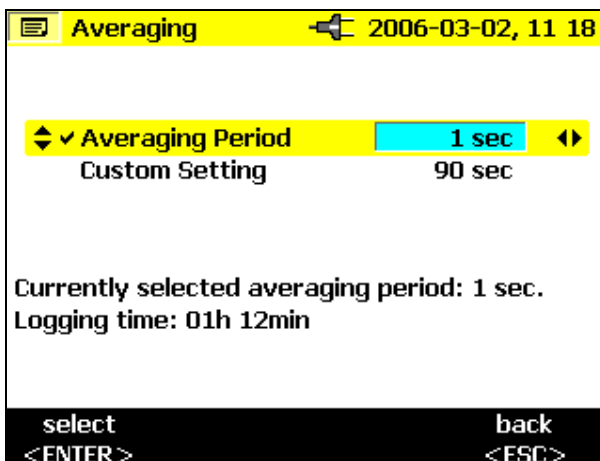 Averaging 2006-03-02, 11 18
Averaging Period 1 sec
Custom Setting 90 sec
Currently selected averaging period: 1 sec.
Logging time: 01h 12min
select back
<ENTER> <ESC>